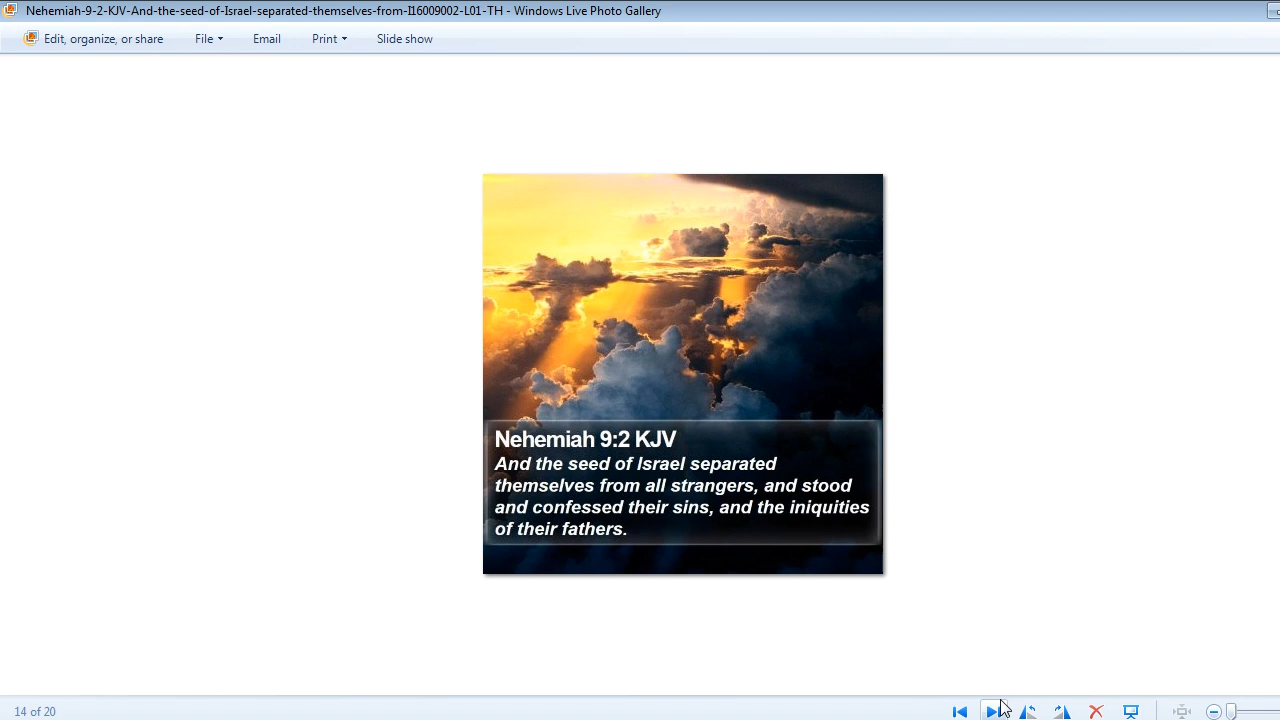 Nehemiah-9-2-KJV-And-the-seed-of-Israel-separated-themselves-from-I16009002-L01-TH - Windows Live Photo Gallery
Edit, organize, or share File Email Print Slide show
Nehemiah 9:2 KJV
And the seed of Israel separated
themselves from all strangers, and stood
and confessed their sins, and the iniquities
of their fathers.
14 of 20